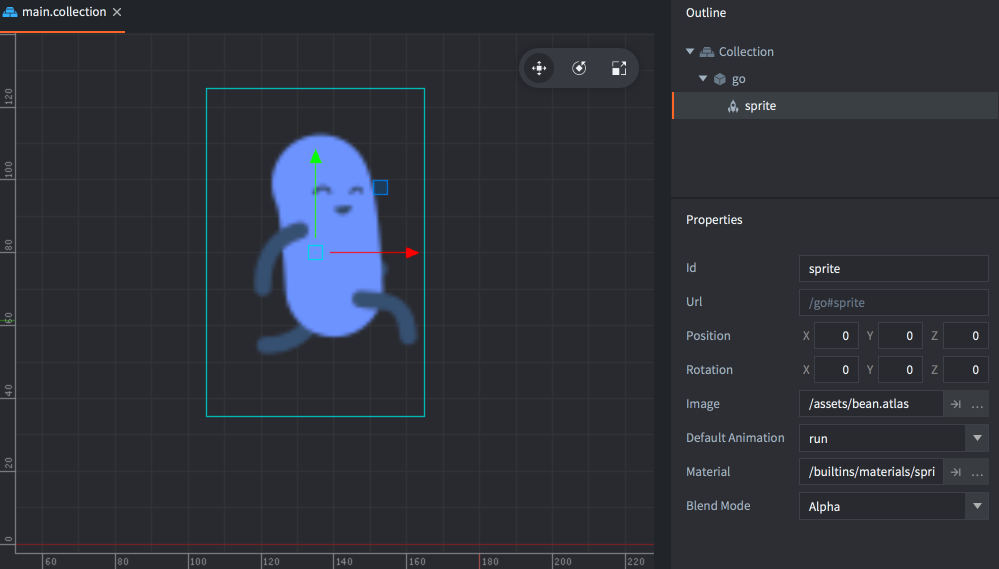 main.collection
Outline
Collection
go
sprite
Properties
Id sprite
Url /go#sprite
Position X 0 Y 0 Z 0
Rotation X 0 Y 0 Z 0
Image /assets/bean.atlas ...
Default Animation run
Material /builtins/materials/spri ...
Blend Mode Alpha
120
100
80
60
40
20
0
60 80 100 120 140 160 180 200 220